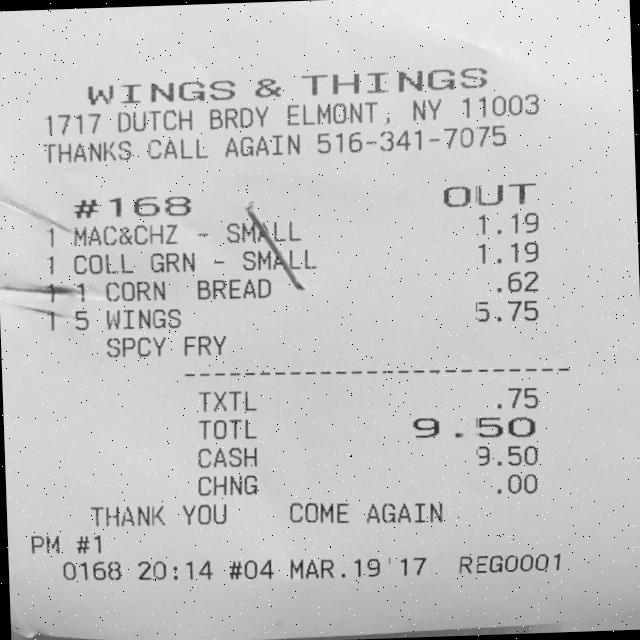 WINGS & THINGS
1717 DUTCH BRDY ELMONT, NY 11003
THANKS CALL AGAIN 516-341-7075
#168 OUT
1 MAC&CHZ - SMALL 1.19
1 COLL GRN - SMALL 1.19
1 1 CORN BREAD .62
1 5 WINGS 5.75
SPCY FRY
------------------------------------
TXTL .75
TOTL 9.50
CASH 9.50
CHNG .00
THANK YOU COME AGAIN
PM #1
0168 20:14 #04 MAR.19'17 REG0001